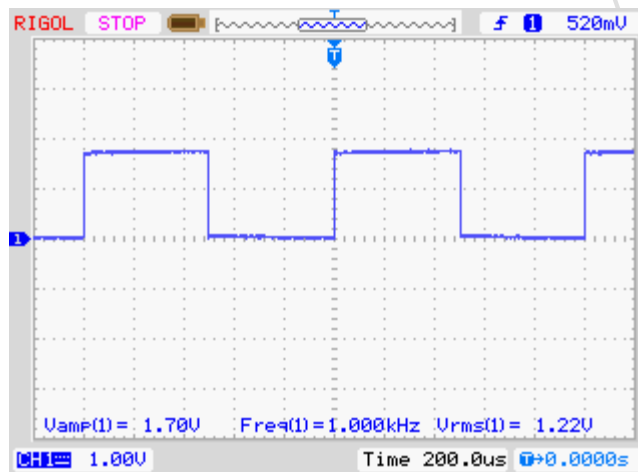 RIGOL STOP T f 1 520mV
T
1
Vamp(1)= 1.70V Freq(1)=1.000kHz Vrms(1)= 1.22V
CH1 1.00V Time 200.0us T→0.0000s